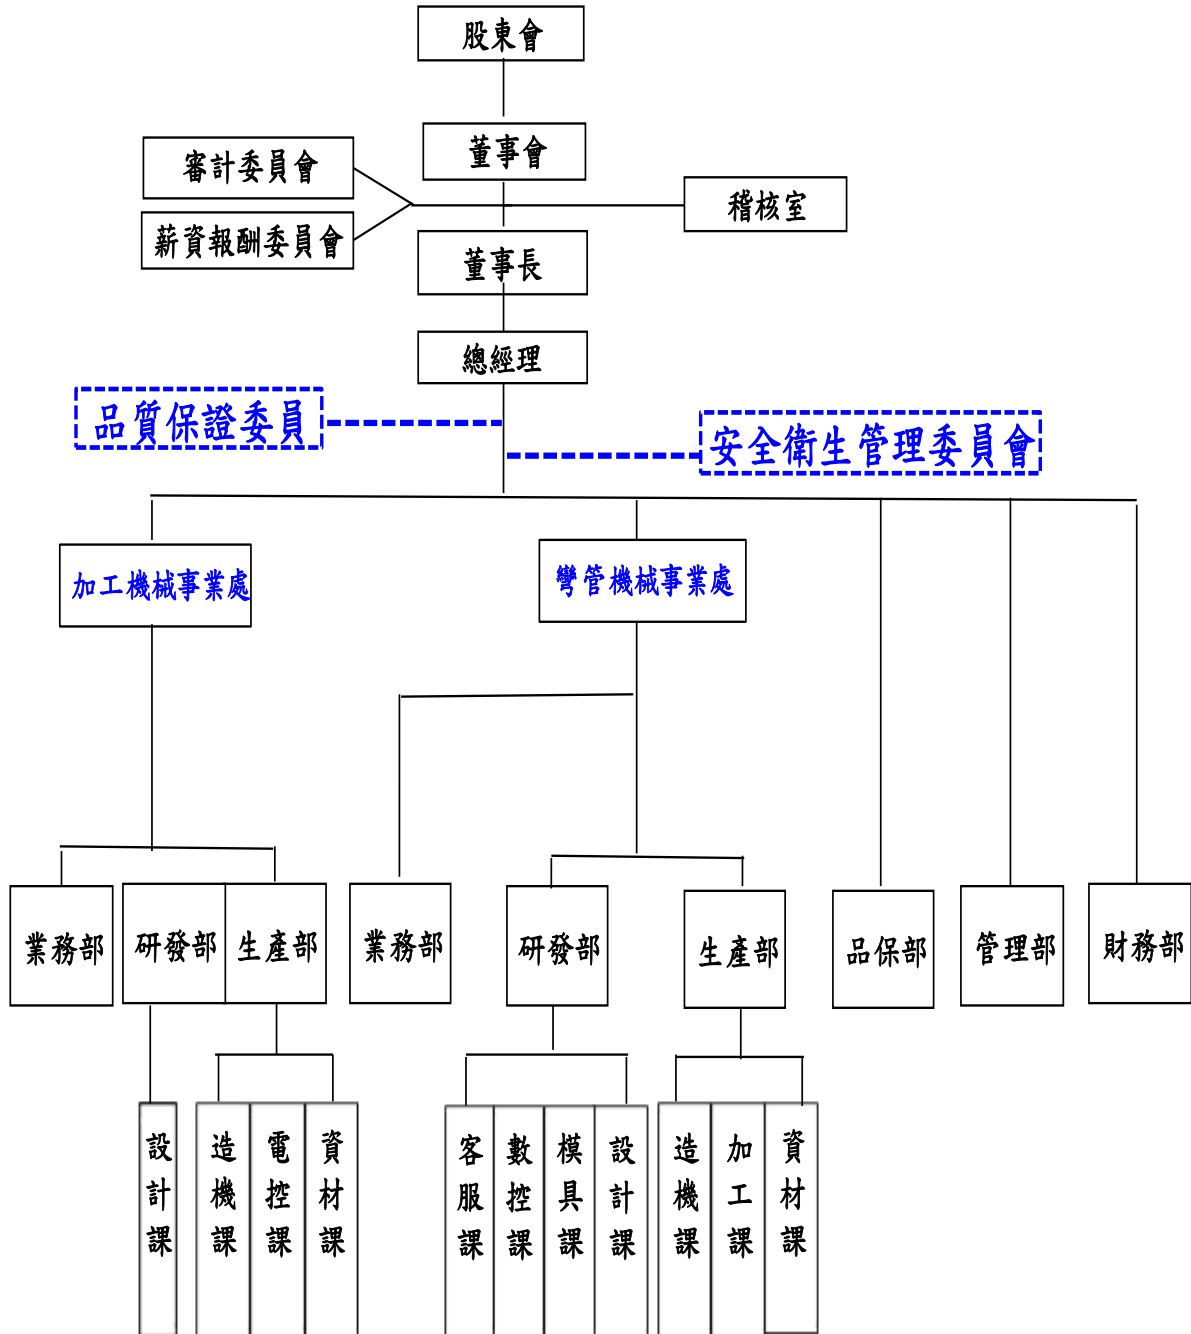 股東會
董事會
審計委員會
稽核室
薪資報酬委員會
董事長
總經理
品質保證委員
安全衛生管理委員會
加工機械事業處
彎管機械事業處
業務部
研發部
生產部
業務部
研發部
生產部
品保部
管理部
財務部
設計課
造機課
電控課
資材課
客服課
數控課
模具課
設計課
造機課
加工課
資材課